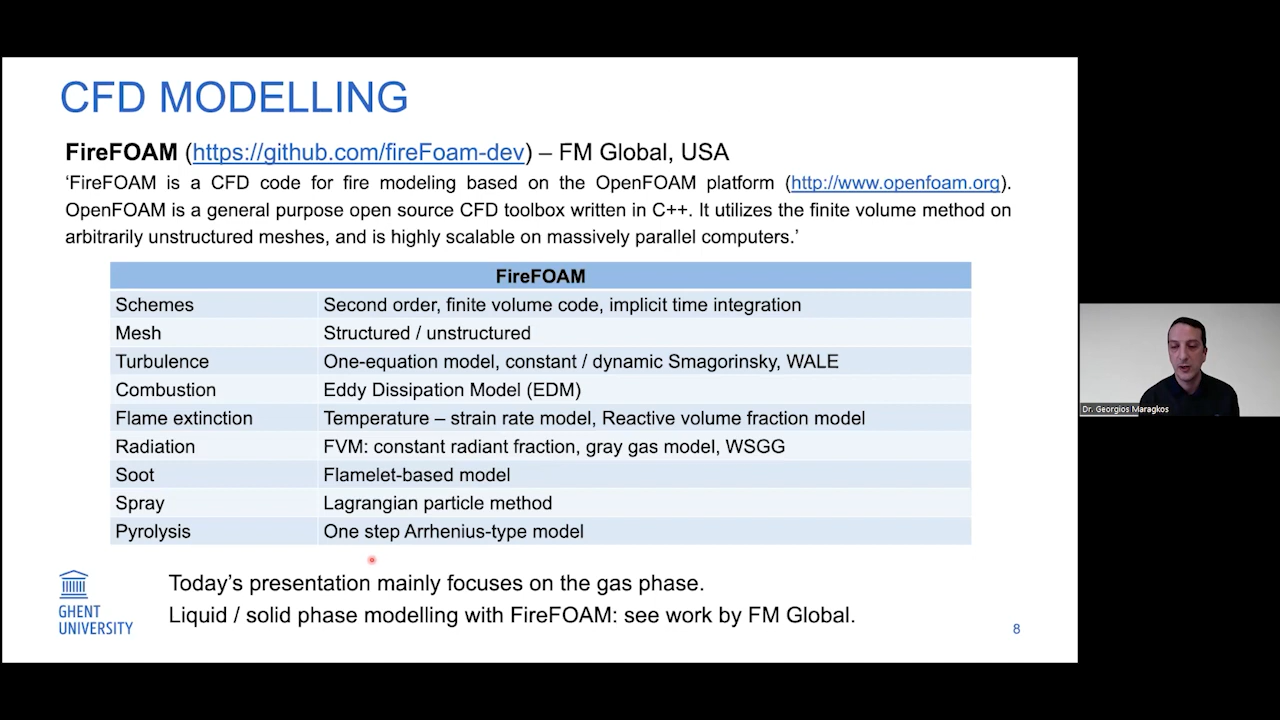 CFD MODELLING
FireFOAM (https://github.com/fireFoam-dev) – FM Global, USA
‘FireFOAM is a CFD code for fire modeling based on the OpenFOAM platform (http://www.openfoam.org).
OpenFOAM is a general purpose open source CFD toolbox written in C++. It utilizes the finite volume method on
arbitrarily unstructured meshes, and is highly scalable on massively parallel computers.’
FireFOAM
Schemes Second order, finite volume code, implicit time integration
Mesh Structured / unstructured
Turbulence One-equation model, constant / dynamic Smagorinsky, WALE
Combustion Eddy Dissipation Model (EDM)
Flame extinction Temperature – strain rate model, Reactive volume fraction model
Radiation FVM: constant radiant fraction, gray gas model, WSGG
Soot Flamelet-based model
Spray Lagrangian particle method
Pyrolysis One step Arrhenius-type model
Today’s presentation mainly focuses on the gas phase.
Liquid / solid phase modelling with FireFOAM: see work by FM Global.
GHENT
UNIVERSITY
8
Dr. Georgios Maragkos